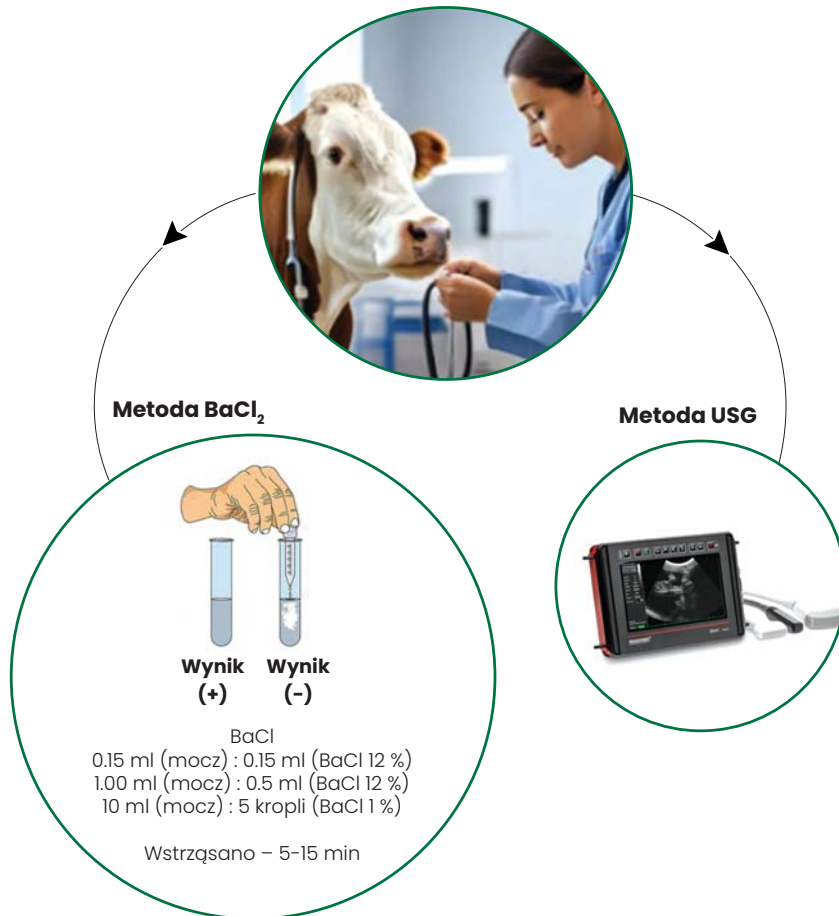 Metoda BaCl₂
Metoda USG
Wynik
(+)
Wynik
(-)
BaCl
0.15 ml (mocz) : 0.15 ml (BaCl 12 %)
1.00 ml (mocz) : 0.5 ml (BaCl 12 %)
10 ml (mocz) : 5 kropli (BaCl 1 %)
Wstrząsano – 5-15 min